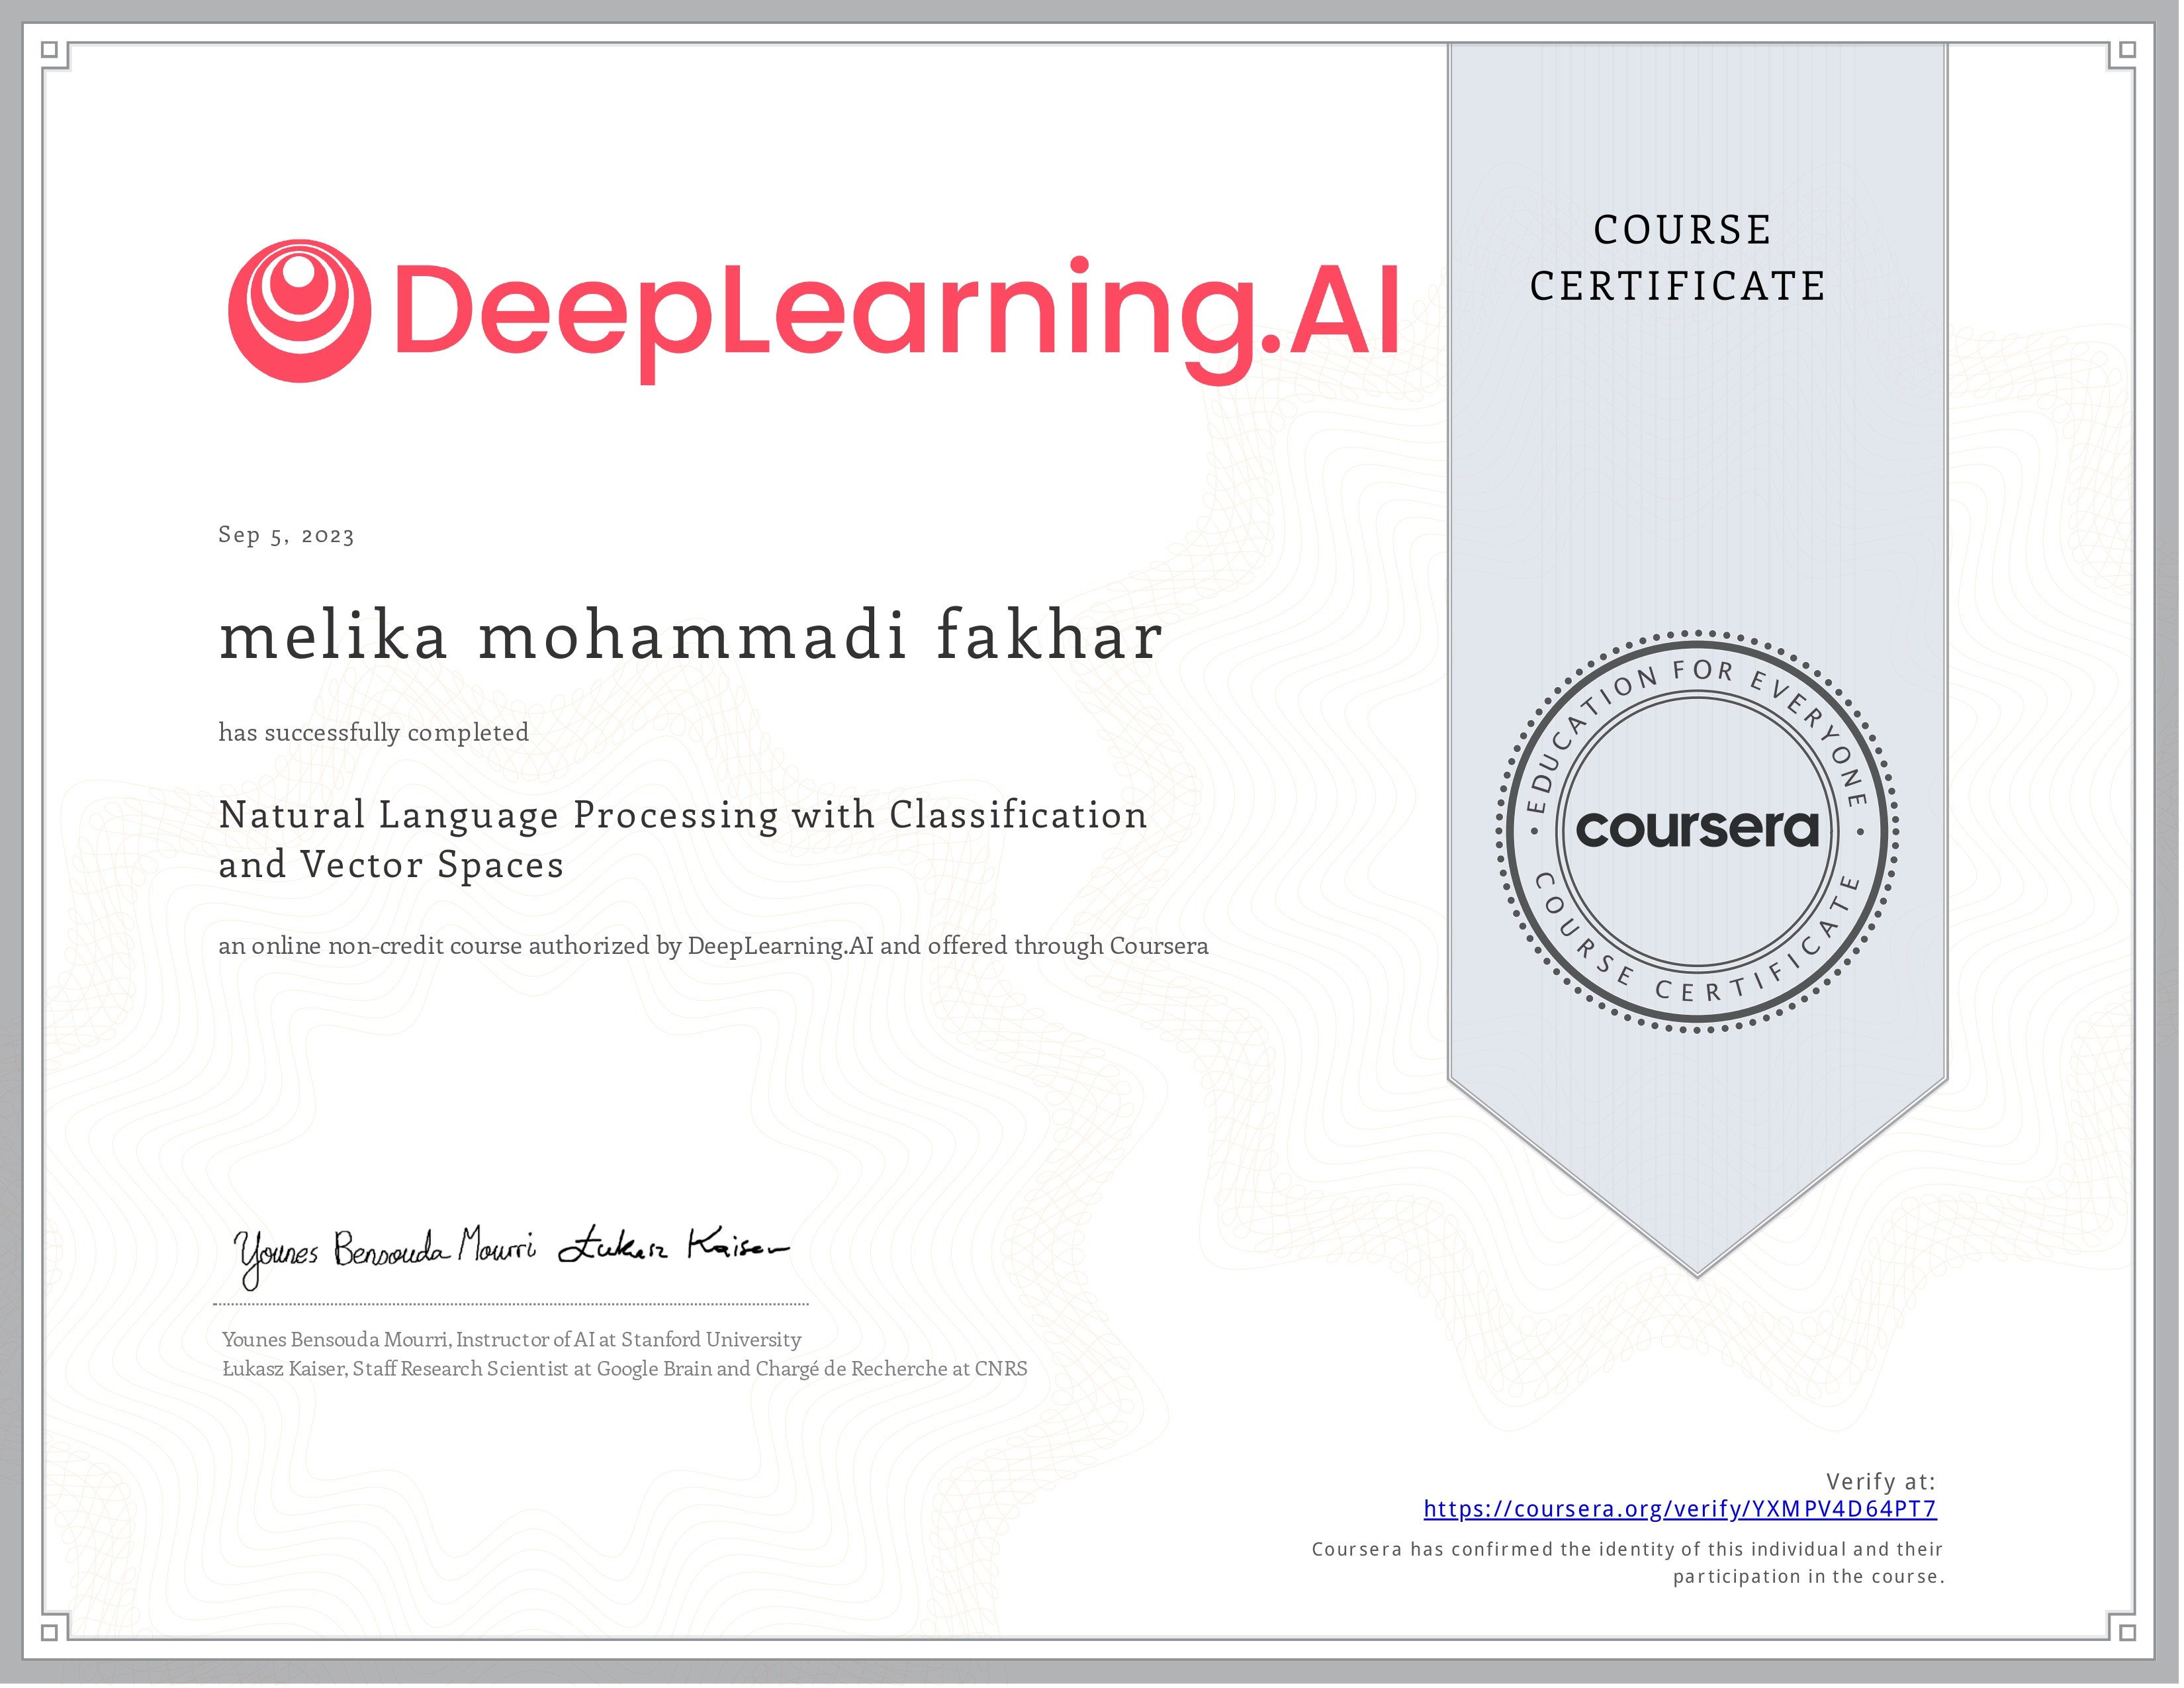 DeepLearning.AI
COURSE
CERTIFICATE
Sep 5, 2023
melika mohammadi fakhar
has successfully completed
Natural Language Processing with Classification
and Vector Spaces
an online non-credit course authorized by DeepLearning.AI and offered through Coursera
EDUCATION FOR EVERYONE
coursera
COURSE CERTIFICATE
Younes Bensouda Mourri Łukasz Kaiser
Younes Bensouda Mourri, Instructor of AI at Stanford University
Łukasz Kaiser, Staff Research Scientist at Google Brain and Chargé de Recherche at CNRS
Verify at:
https://coursera.org/verify/YXMPV4D64PT7
Coursera has confirmed the identity of this individual and their
participation in the course.